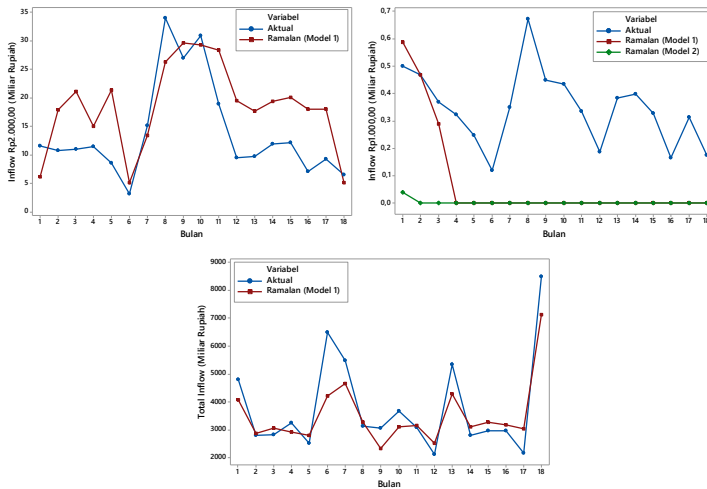 Inflow Rp2.000,00 (Miliar Rupiah)
35
30
25
20
15
10
5
0
Variabel
Aktual
Ramalan (Model 1)
1 2 3 4 5 6 7 8 9 10 11 12 13 14 15 16 17 18
Bulan
Inflow Rp1.000,00 (Miliar Rupiah)
0,7
0,6
0,5
0,4
0,3
0,2
0,1
0,0
Variabel
Aktual
Ramalan (Model 1)
Ramalan (Model 2)
1 2 3 4 5 6 7 8 9 10 11 12 13 14 15 16 17 18
Bulan
Total Inflow (Miliar Rupiah)
9000
8000
7000
6000
5000
4000
3000
2000
Variabel
Aktual
Ramalan (Model 1)
1 2 3 4 5 6 7 8 9 10 11 12 13 14 15 16 17 18
Bulan